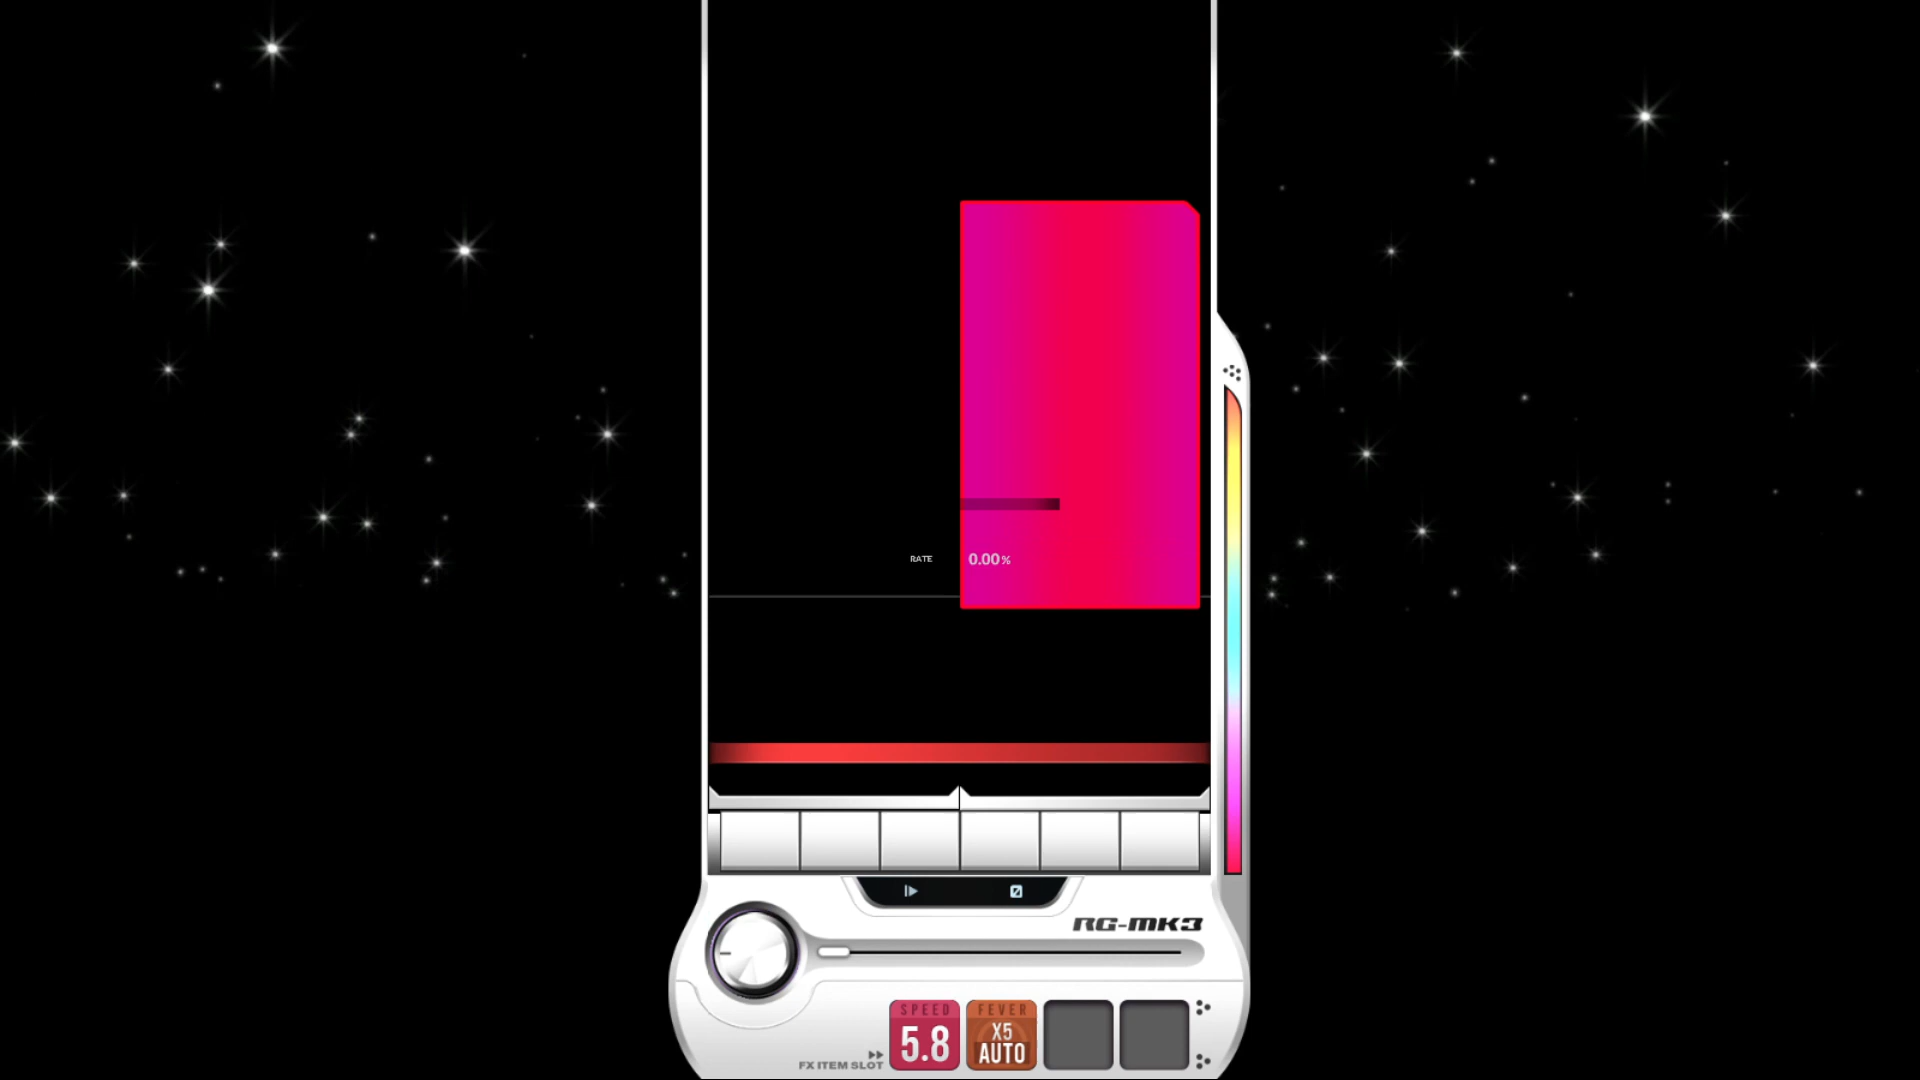 RATE 0.00%
RG-MK3
SPEED
5.8
FEVER
X5
AUTO
FX ITEM SLOT